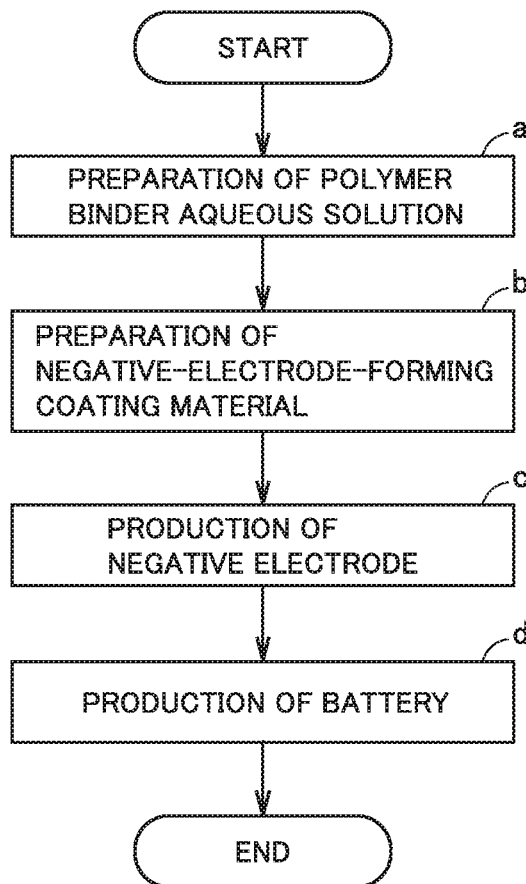 START
a
PREPARATION OF POLYMER
BINDER AQUEOUS SOLUTION
b
PREPARATION OF
NEGATIVE-ELECTRODE-FORMING
COATING MATERIAL
c
PRODUCTION OF
NEGATIVE ELECTRODE
d
PRODUCTION OF BATTERY
END